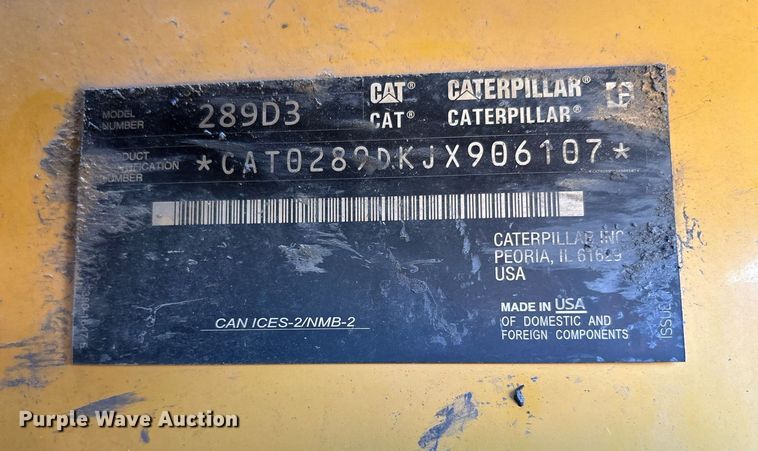 MODEL NUMBER 289D3
CAT® CATERPILLAR®
CAT® CATERPILLAR®
PRODUCT IDENTIFICATION NUMBER *CAT0289DKJX906107*
CATERPILLAR INC
PEORIA, IL 61629
USA
CAN ICES-2/NMB-2
MADE IN USA
OF DOMESTIC AND
FOREIGN COMPONENTS
Purple Wave Auction